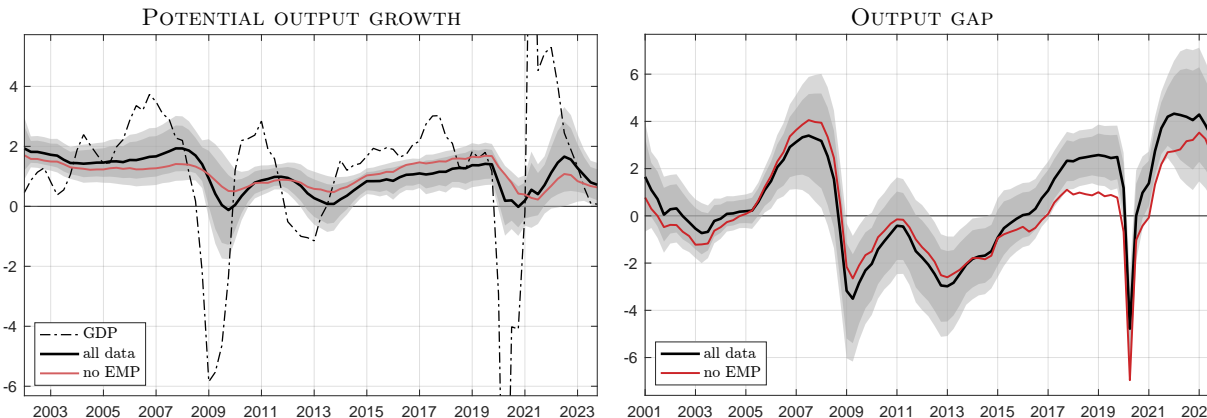 POTENTIAL OUTPUT GROWTH
4
2
0
-2
-4
-6
GDP
all data
no EMP
2003 2005 2007 2009 2011 2013 2015 2017 2019 2021 2023
OUTPUT GAP
6
4
2
0
-2
-4
-6
all data
no EMP
2001 2003 2005 2007 2009 2011 2013 2015 2017 2019 2021 2023